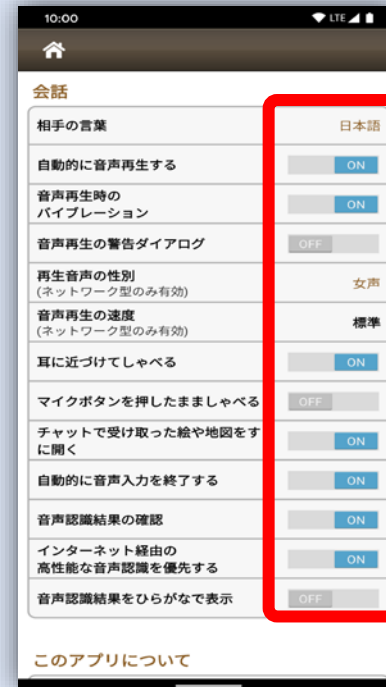 10:00 LTE
会話
相手の言葉 日本語
自動的に音声再生する ON
音声再生時の
バイブレーション ON
音声再生の警告ダイアログ OFF
再生音声の性別 女声
(ネットワーク型のみ有効)
音声再生の速度 標準
(ネットワーク型のみ有効)
耳に近づけてしゃべる ON
マイクボタンを押したまましゃべる OFF
チャットで受け取った絵や地図をす
に開く ON
自動的に音声入力を終了する ON
音声認識結果の確認 ON
インターネット経由の
高性能な音声認識を優先する ON
音声認識結果をひらがなで表示 OFF
このアプリについて